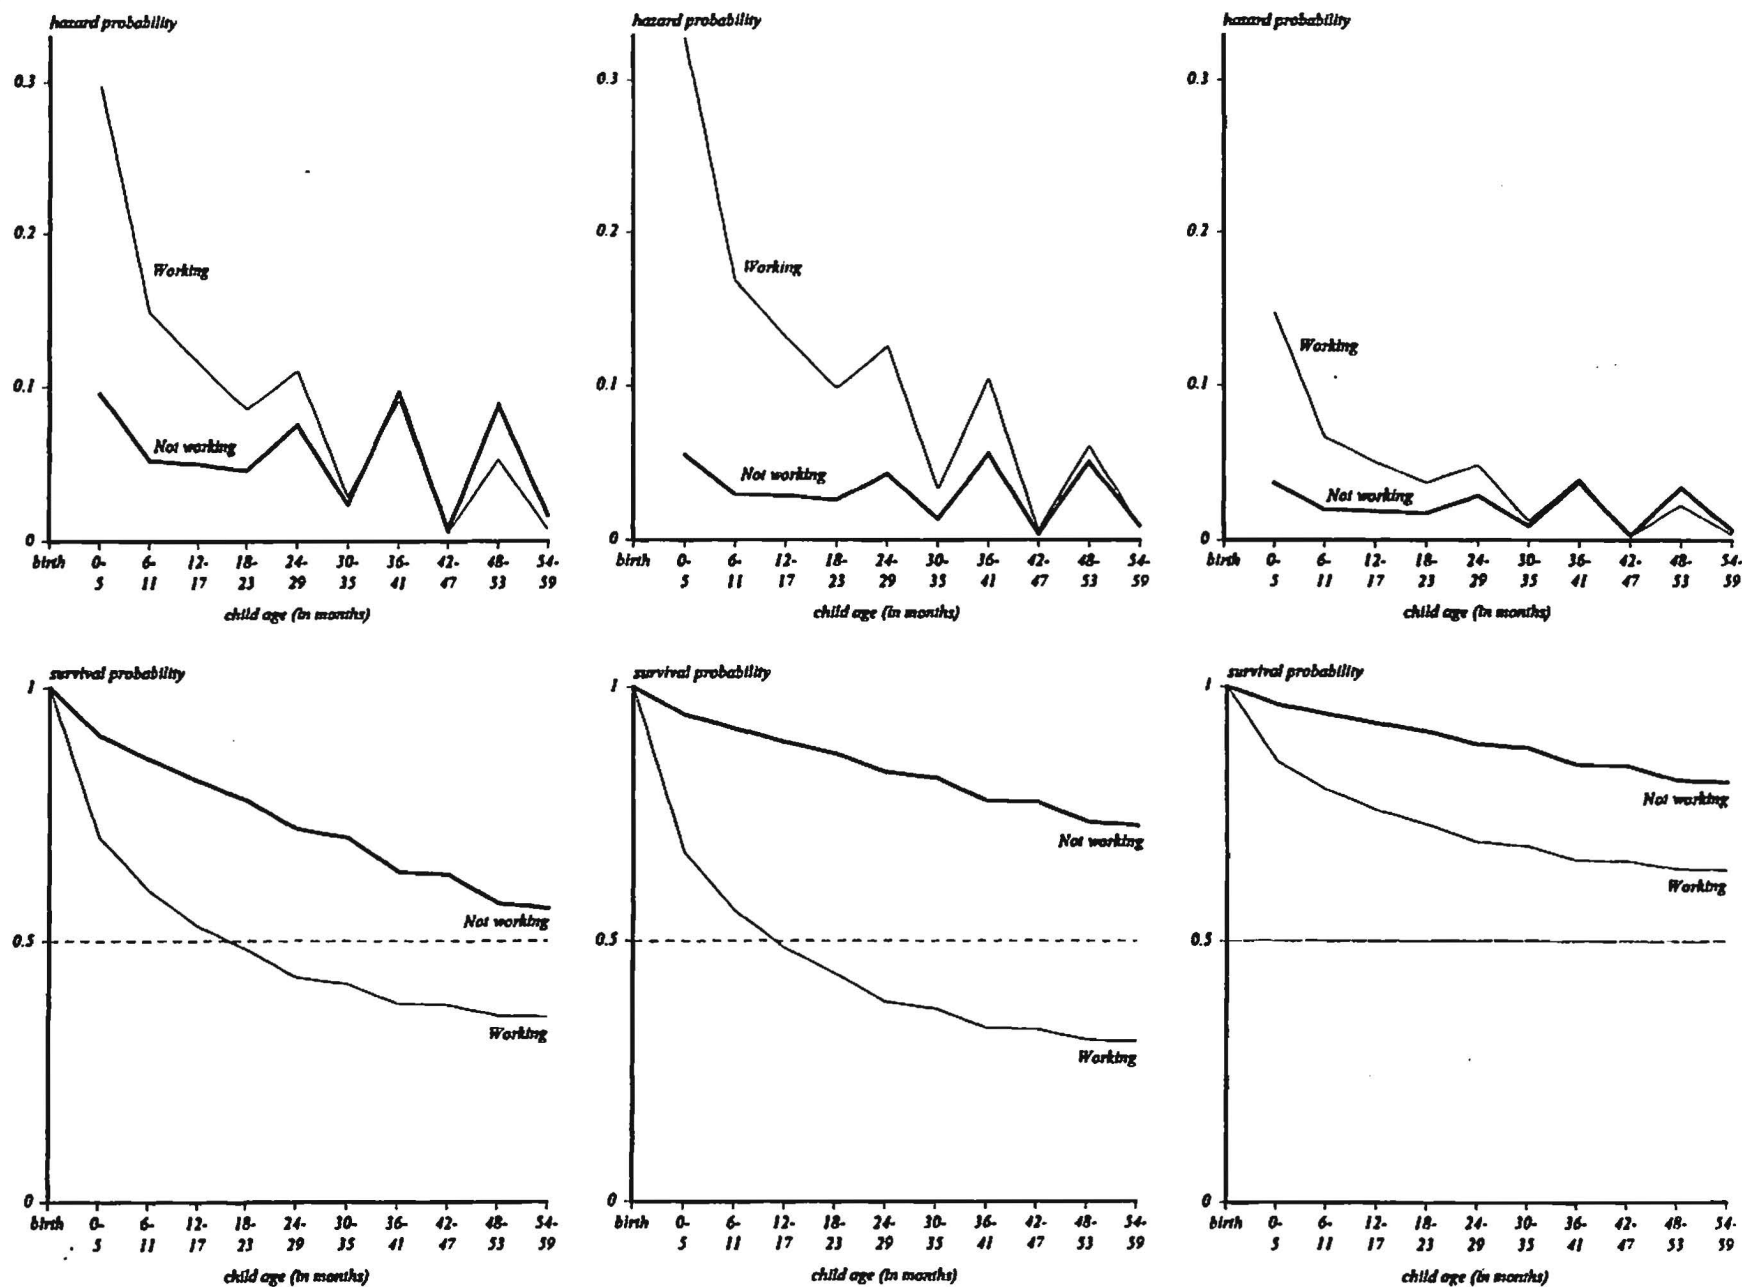 hazard probability
0.3
0.2
0.1
0
Working
Not working
birth 0- 6- 12- 18- 24- 30- 36- 42- 48- 54-
5 11 17 23 29 35 41 47 53 59
child age (in months)
hazard probability
0.3
0.2
0.1
0
Working
Not working
birth 0- 6- 12- 18- 24- 30- 36- 42- 48- 54-
5 11 17 23 29 35 41 47 53 59
child age (in months)
hazard probability
0.3
0.2
0.1
0
Working
Not working
birth 0- 6- 12- 18- 24- 30- 36- 42- 48- 54-
5 11 17 23 29 35 41 47 53 59
child age (in months)
survival probability
1
0.5
0
Not working
Working
birth 0- 6- 12- 18- 24- 30- 36- 42- 48- 54-
5 11 17 23 29 35 41 47 53 59
child age (in months)
survival probability
1
0.5
0
Not working
Working
birth 0- 6- 12- 18- 24- 30- 36- 42- 48- 54-
5 11 17 23 29 35 41 47 53 59
child age (in months)
survival probability
1
0.5
0
Not working
Working
birth 0- 6- 12- 18- 24- 30- 36- 42- 48- 54-
5 11 17 23 29 35 41 47 53 59
child age (in months)